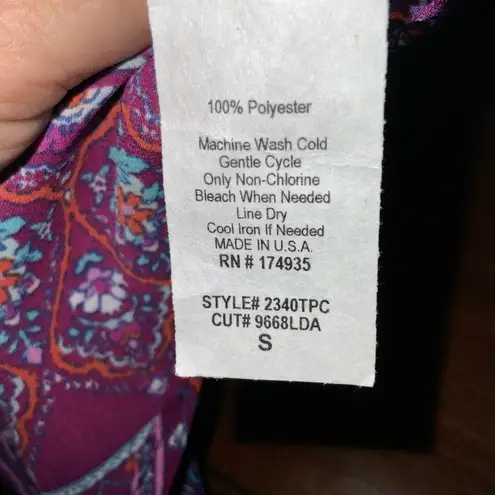 100% Polyester
Machine Wash Cold
Gentle Cycle
Only Non-Chlorine
Bleach When Needed
Line Dry
Cool Iron If Needed
MADE IN U.S.A.
RN # 174935
STYLE# 2340TPC
CUT# 9668LDA
S